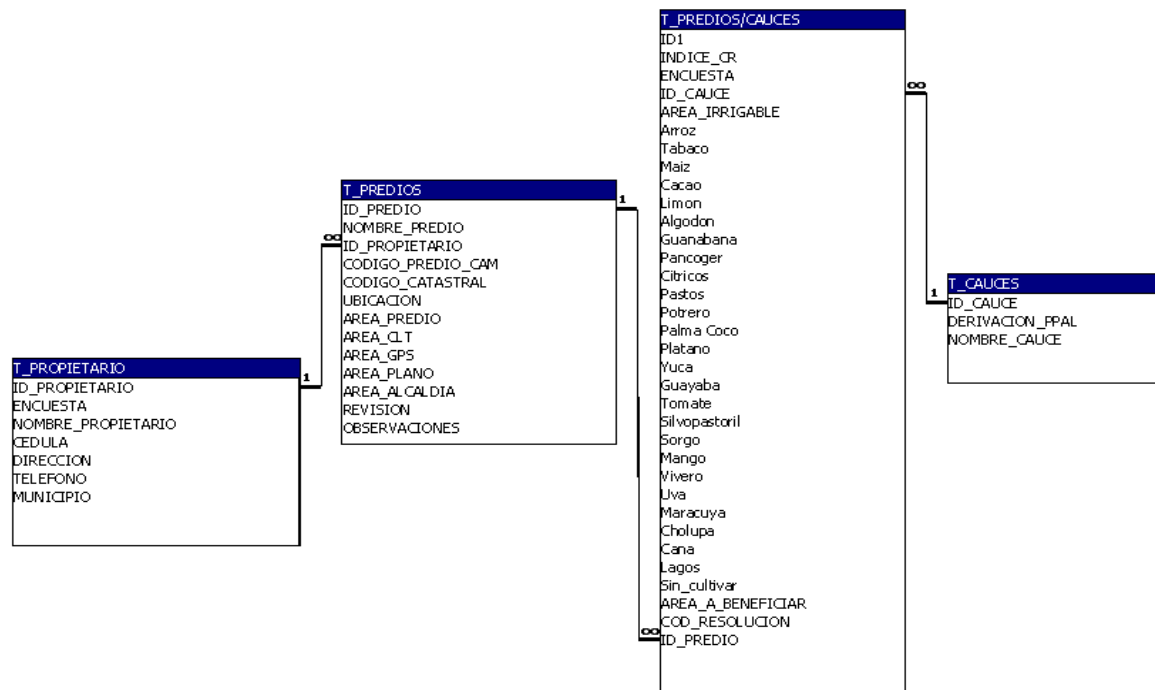 T_PROPIETARIO
ID_PROPIETARIO
ENCUESTA
NOMBRE_PROPIETARIO
CEDULA
DIRECCION
TELEFONO
MUNICIPIO
1
∞
T_PREDIOS
ID_PREDIO
NOMBRE_PREDIO
ID_PROPIETARIO
CODIGO_PREDIO_CAM
CODIGO_CATASTRAL
UBICACION
AREA_PREDIO
AREA_CLT
AREA_GPS
AREA_PLANO
AREA_ALCALDIA
REVISION
OBSERVACIONES
1
∞
T_PREDIOS/CAUCES
ID1
INDICE_CR
ENCUESTA
ID_CAUCE
AREA_IRRIGABLE
Arroz
Tabaco
Maiz
Cacao
Limon
Algodon
Guanabana
Pancoger
Citricos
Pastos
Potrero
Palma Coco
Platano
Yuca
Guayaba
Tomate
Silvopastoril
Sorgo
Mango
Vivero
Uva
Maracuya
Cholupa
Cana
Lagos
Sin_cultivar
AREA_A_BENEFICIAR
COD_RESOLUCION
ID_PREDIO
∞
1
T_CAUCES
ID_CAUCE
DERIVACION_PPAL
NOMBRE_CAUCE